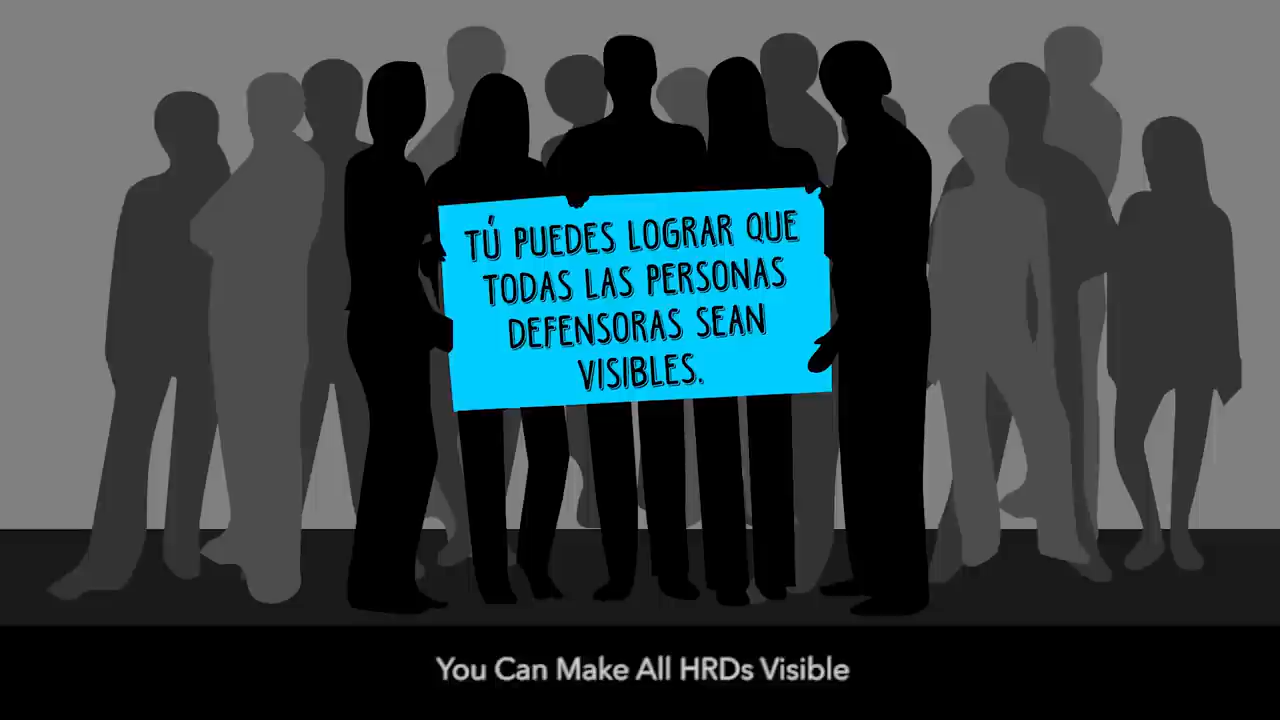 TÚ PUEDES LOGRAR QUE
TODAS LAS PERSONAS
DEFENSORAS SEAN
VISIBLES.
You Can Make All HRDs Visible